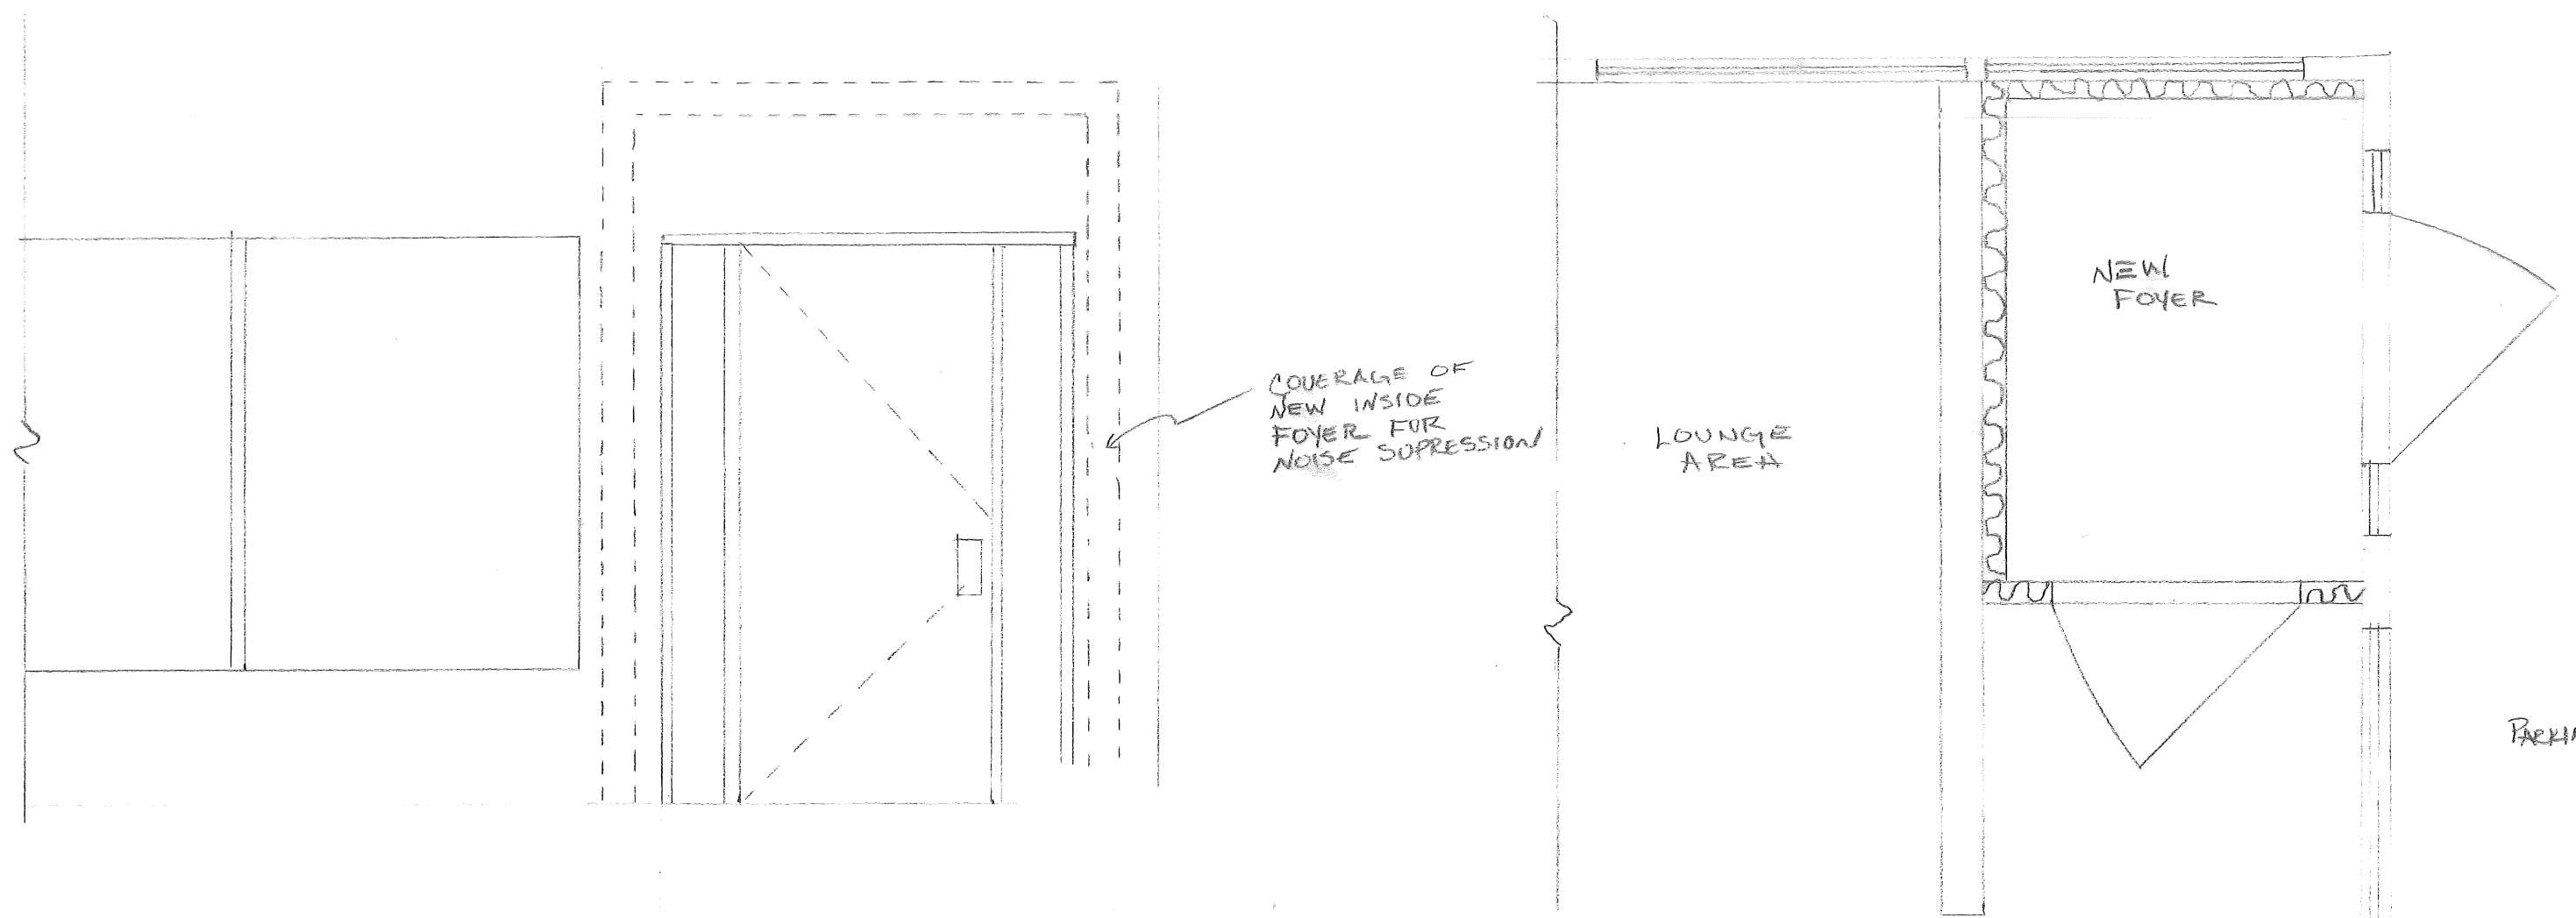 COVERAGE OF
NEW INSIDE
FOYER FOR
NOISE SUPRESSION
LOUNGE
AREA
NEW
FOYER